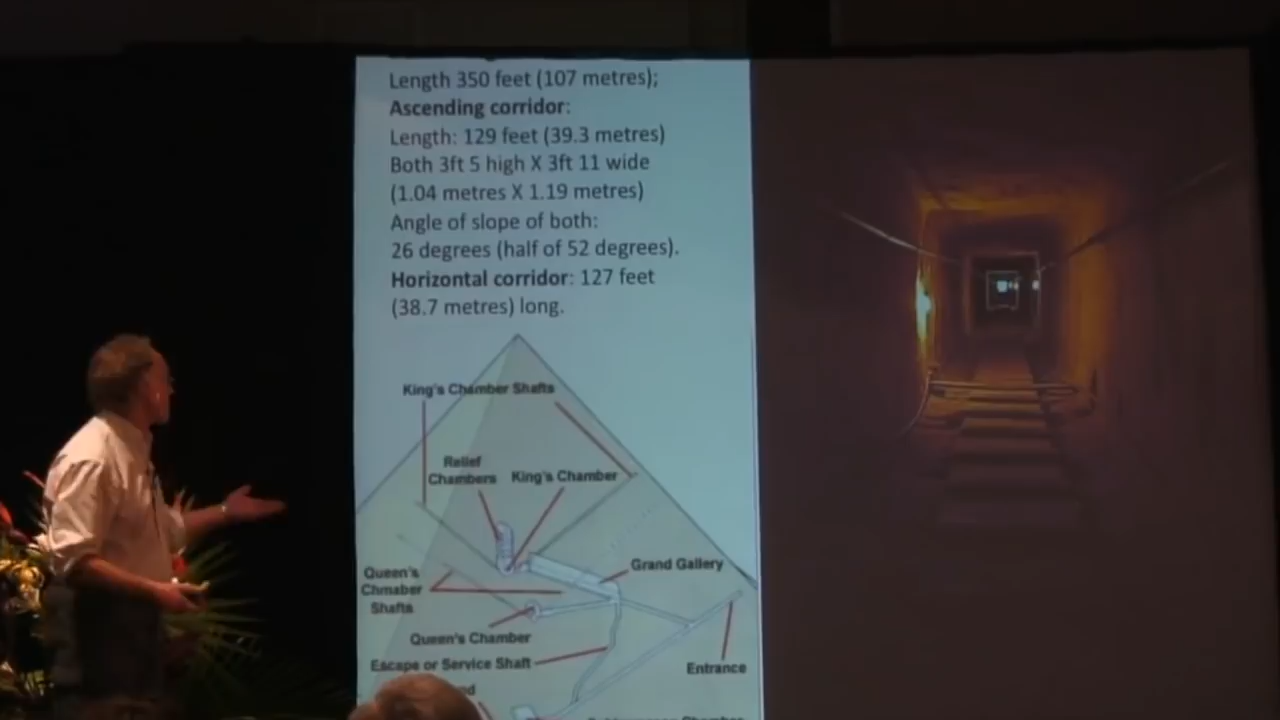 Length 350 feet (107 metres);
Ascending corridor:
Length: 129 feet (39.3 metres)
Both 3ft 5 high X 3ft 11 wide
(1.04 metres X 1.19 metres)
Angle of slope of both:
26 degrees (half of 52 degrees).
Horizontal corridor: 127 feet
(38.7 metres) long.
King's Chamber Shafts
Relief
Chambers
King's Chamber
Grand Gallery
Queen's
Chmaber
Shafts
Queen's Chamber
Escape or Service Shaft
Entrance